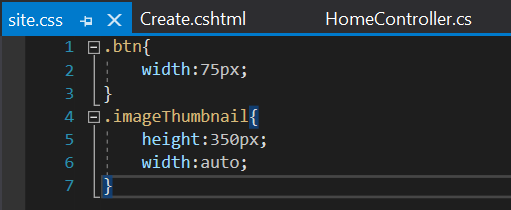 site.css Create.cshtml HomeController.cs
1 .btn{
2 width:75px;
3 }
4 .imageThumbnail{
5 height:350px;
6 width:auto;
7 }